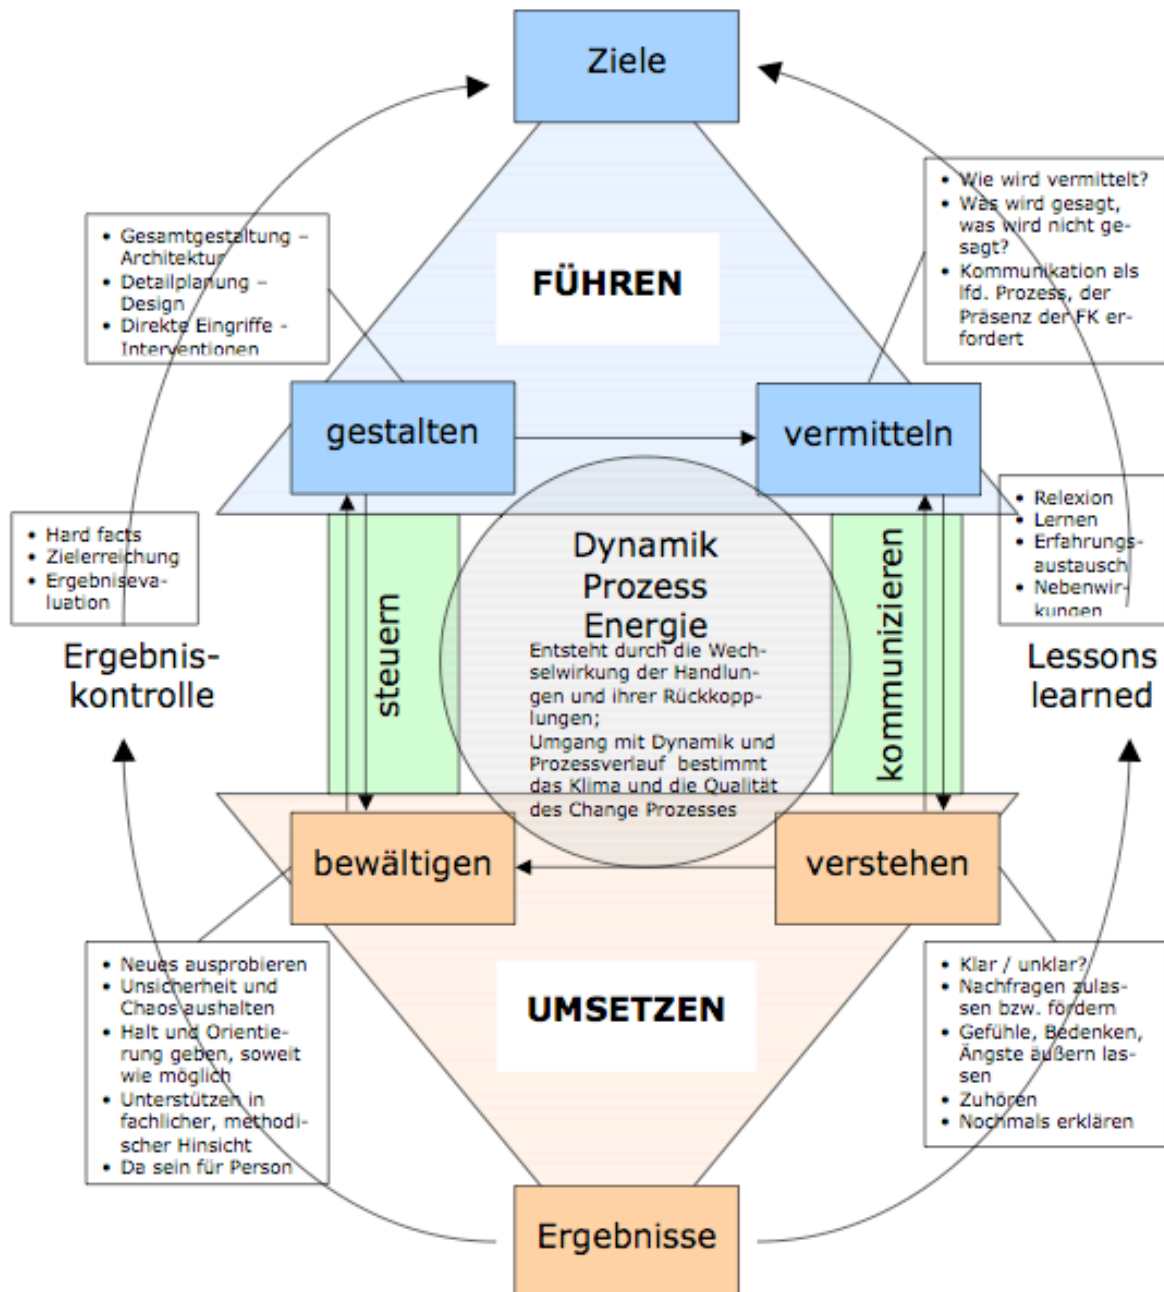 Ziele
• Wie wird vermittelt?
• Was wird gesagt,
was wird nicht ge-
sagt?
• Kommunikation als
lfd. Prozess, der
Präsenz der FK er-
fordert
• Gesamtgestaltung –
Architektur
• Detailplanung –
Design
• Direkte Eingriffe -
Interventionen
FÜHREN
gestalten
vermitteln
• Hard facts
• Zielerreichung
• Ergebniseva-
luation
Ergebnis-
kontrolle
steuern
Dynamik
Prozess
Energie
Entsteht durch die Wech-
selwirkung der Handlun-
gen und ihrer Rückkopp-
lungen;
Umgang mit Dynamik und
Prozessverlauf bestimmt
das Klima und die Qualität
des Change Prozesses
kommunizieren
• Relexion
• Lernen
• Erfahrungs-
austausch
• Nebenwir-
kungen
Lessons
learned
bewältigen
verstehen
• Neues ausprobieren
• Unsicherheit und
Chaos aushalten
• Halt und Orientie-
rung geben, soweit
wie möglich
• Unterstützen in
fachlicher, methodi-
scher Hinsicht
• Da sein für Person
UMSETZEN
• Klar / unklar?
• Nachfragen zulas-
sen bzw. fördern
• Gefühle, Bedenken,
Ängste äußern las-
sen
• Zuhören
• Nochmals erklären
Ergebnisse